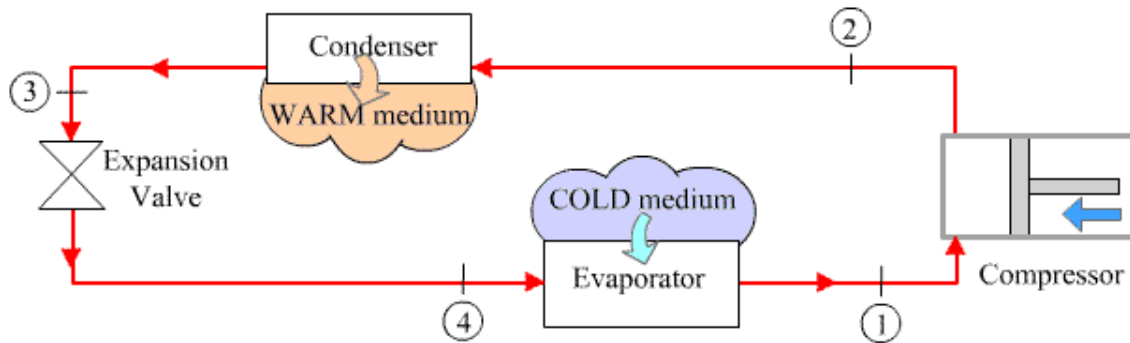 2
Condenser
3
WARM medium
Expansion
Valve
COLD medium
Evaporator
Compressor
4
1